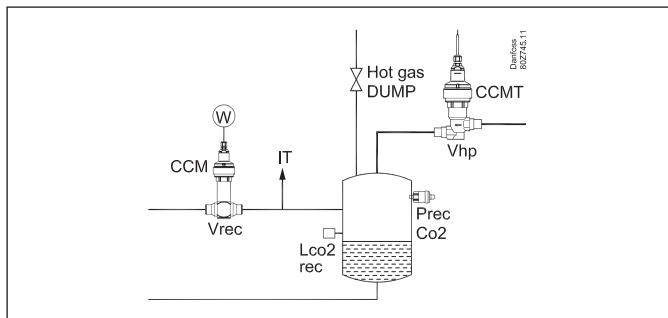 Danfoss
80Z745.11
Hot gas
DUMP
CCMT
W
CCM
IT
Vhp
Vrec
Prec
Co2
Lco2
rec